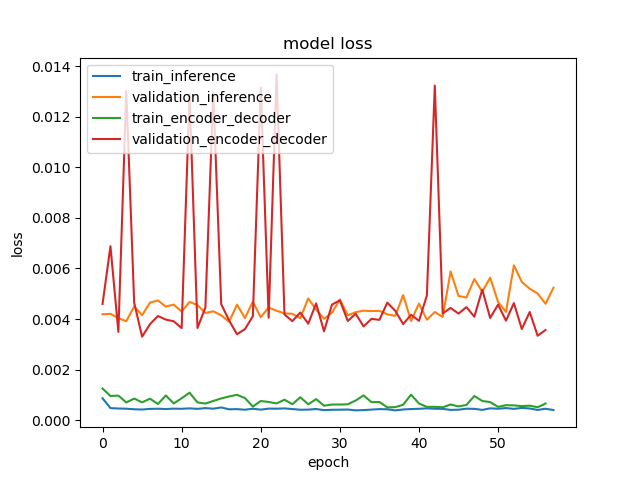 model loss
train_inference
validation_inference
train_encoder_decoder
validation_encoder_decoder
loss
0.014
0.012
0.010
0.008
0.006
0.004
0.002
0.000
0 10 20 30 40 50
epoch